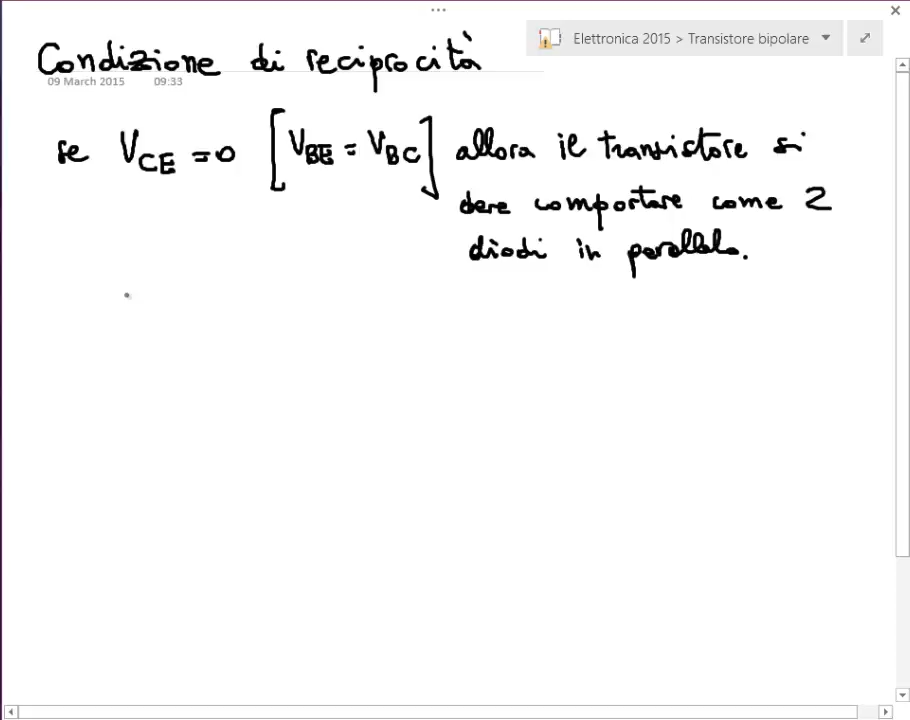 Elettronica 2015 > Transistore bipolare
Condizione di reciprocità
09 March 2015 09:33
se VCE = 0 [VBE = VBC] allora il transistore si
deve comportare come 2
diodi in parallelo.